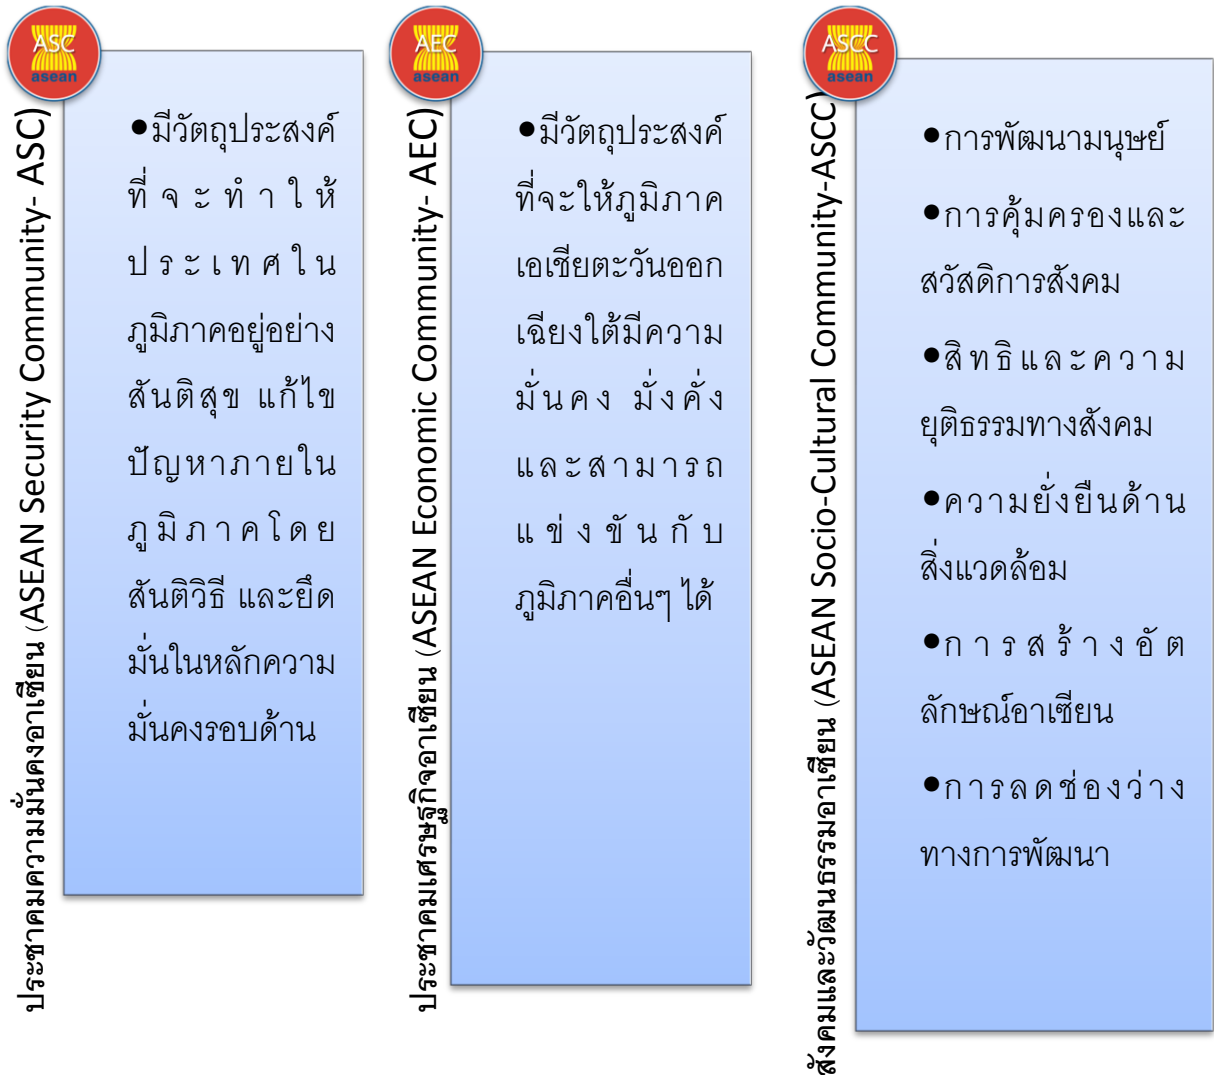 ASC
asean
ประชาคมความมั่นคงอาเซียน (ASEAN Security Community- ASC)
●มีวัตถุประสงค์
ที่จะทำให้
ประเทศใน
ภูมิภาคอยู่อย่าง
สันติสุข แก้ไข
ปัญหาภายใน
ภูมิภาคโดย
สันติวิธี และยึด
มั่นในหลักความ
มั่นคงรอบด้าน
AEC
asean
ประชาคมเศรษฐกิจอาเซียน (ASEAN Economic Community- AEC)
●มีวัตถุประสงค์
ที่จะให้ภูมิภาค
เอเชียตะวันออก
เฉียงใต้มีความ
มั่นคง มั่งคั่ง
และสามารถ
แข่งขันกับ
ภูมิภาคอื่นๆ ได้
ASCC
asean
สังคมและวัฒนธรรมอาเซียน (ASEAN Socio-Cultural Community-ASCC)
●การพัฒนามนุษย์
●การคุ้มครองและ
สวัสดิการสังคม
●สิทธิและความ
ยุติธรรมทางสังคม
●ความยั่งยืนด้าน
สิ่งแวดล้อม
●การสร้างอัต
ลักษณ์อาเซียน
●การลดช่องว่าง
ทางการพัฒนา